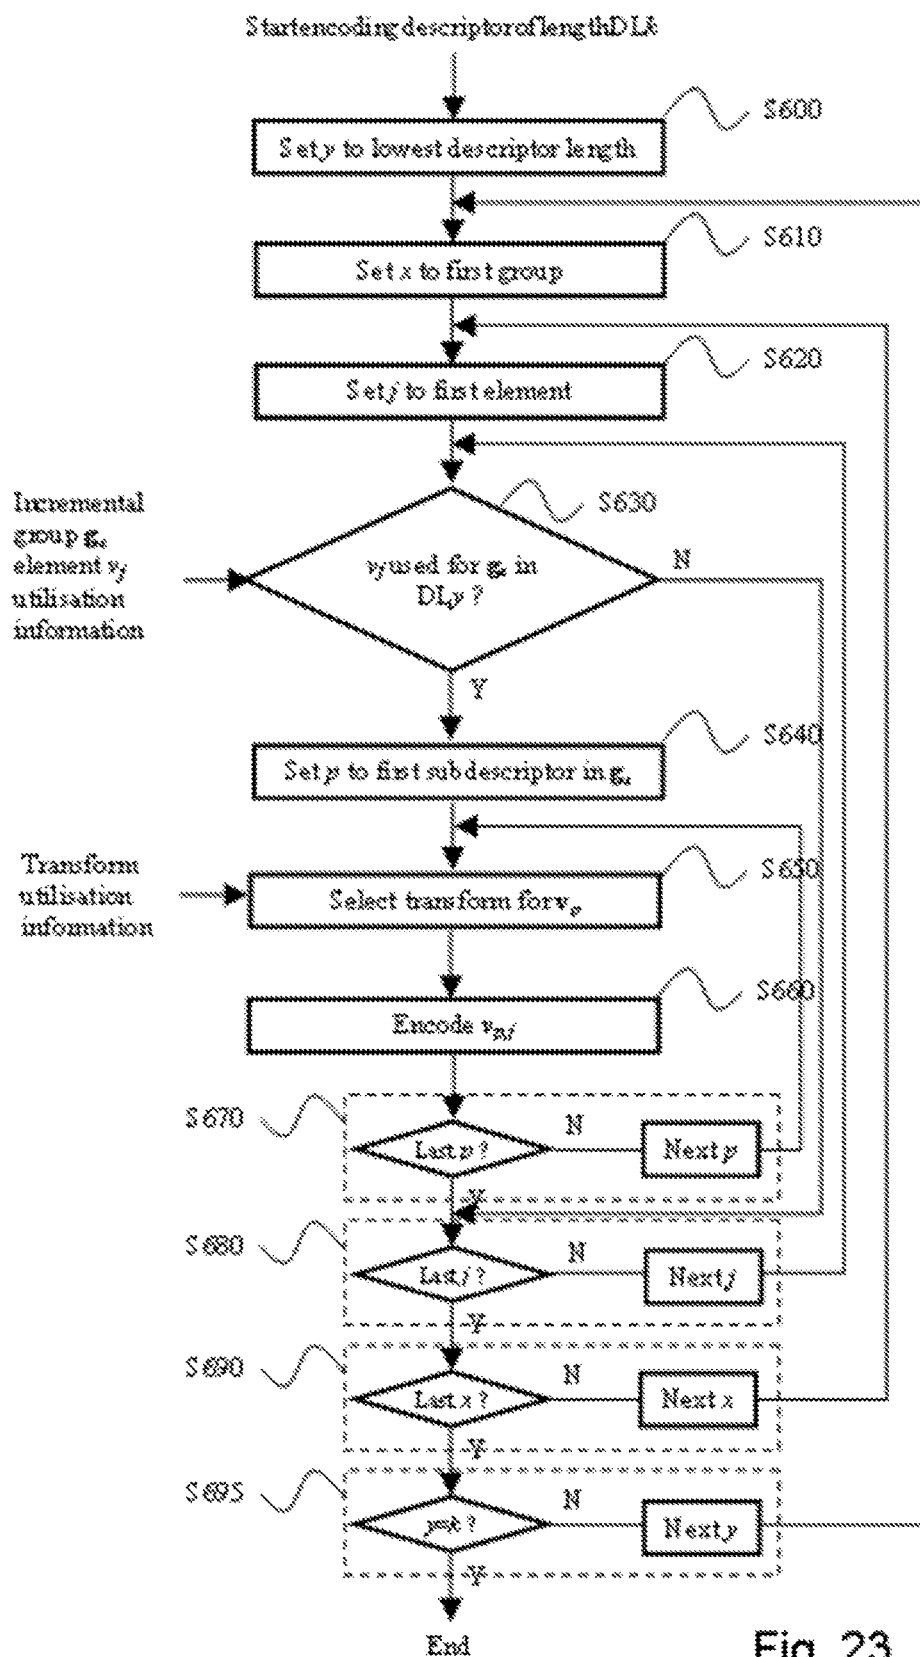 Start encoding descriptor of length DLk
S600
Set y to lowest descriptor length
S610
Set x to first group
S620
Set j to first element
S630
Incremental
group gx
element vj
utilisation
information
vj used for gx in
DLy ?
N
Y
S640
Set p to first subdescriptor in gx
S650
Transform
utilisation
information
Select transform for vp
S660
Encode vp,j
S670
Last p ?
N
Next p
Y
S680
Last j ?
N
Next j
Y
S690
Last x ?
N
Next x
Y
S695
y=k ?
N
Next y
Y
End
Fig. 23